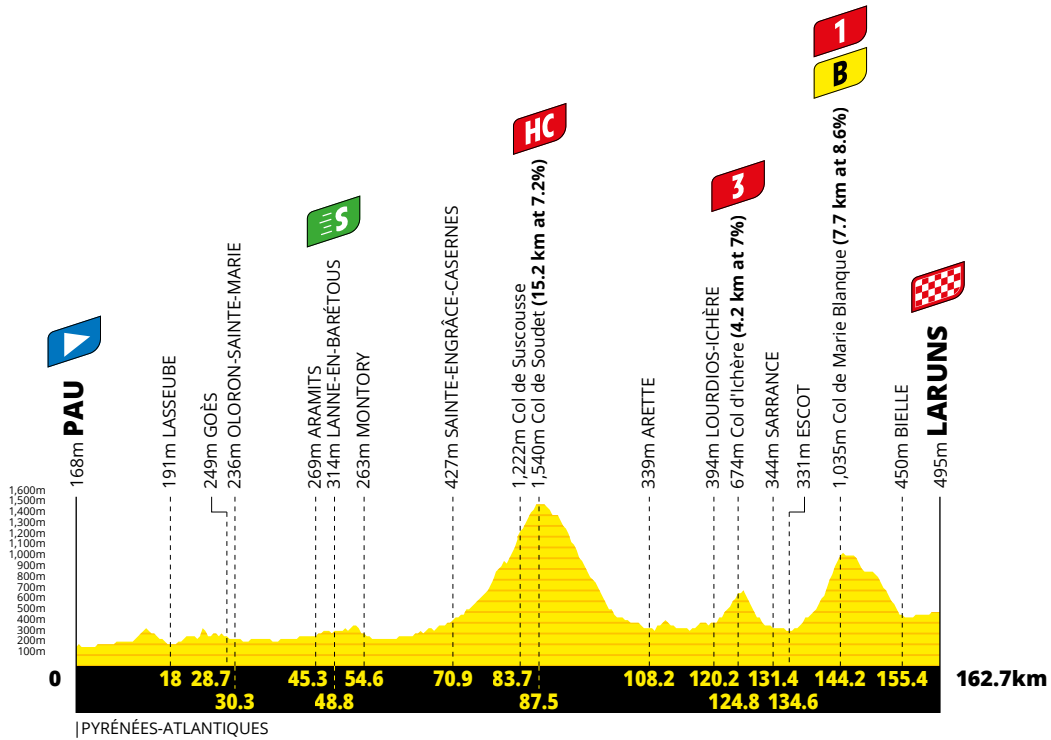 1
B
HC
3
S
168m PAU
191m LASSEUBE
249m GOÈS
236m OLORON-SAINTE-MARIE
269m ARAMITS
314m LANNE-EN-BARÉTOUS
263m MONTORY
427m SAINTE-ENGRÂCE-CASERNES
1,222m Col de Suscousse
1,540m Col de Soudet (15.2 km at 7.2%)
339m ARETTE
394m LOURDIOS-ICHÈRE
674m Col d'Ichère (4.2 km at 7%)
344m SARRANCE
331m ESCOT
1,035m Col de Marie Blanque (7.7 km at 8.6%)
450m BIELLE
495m LARUNS
1,600m
1,500m
1,400m
1,300m
1,200m
1,100m
1,000m
900m
800m
700m
600m
500m
400m
300m
200m
100m
0 18 28.7 45.3 54.6 70.9 83.7 108.2 120.2 131.4 144.2 155.4 162.7km
30.3 48.8 87.5 124.8 134.6
PYRÉNÉES-ATLANTIQUES